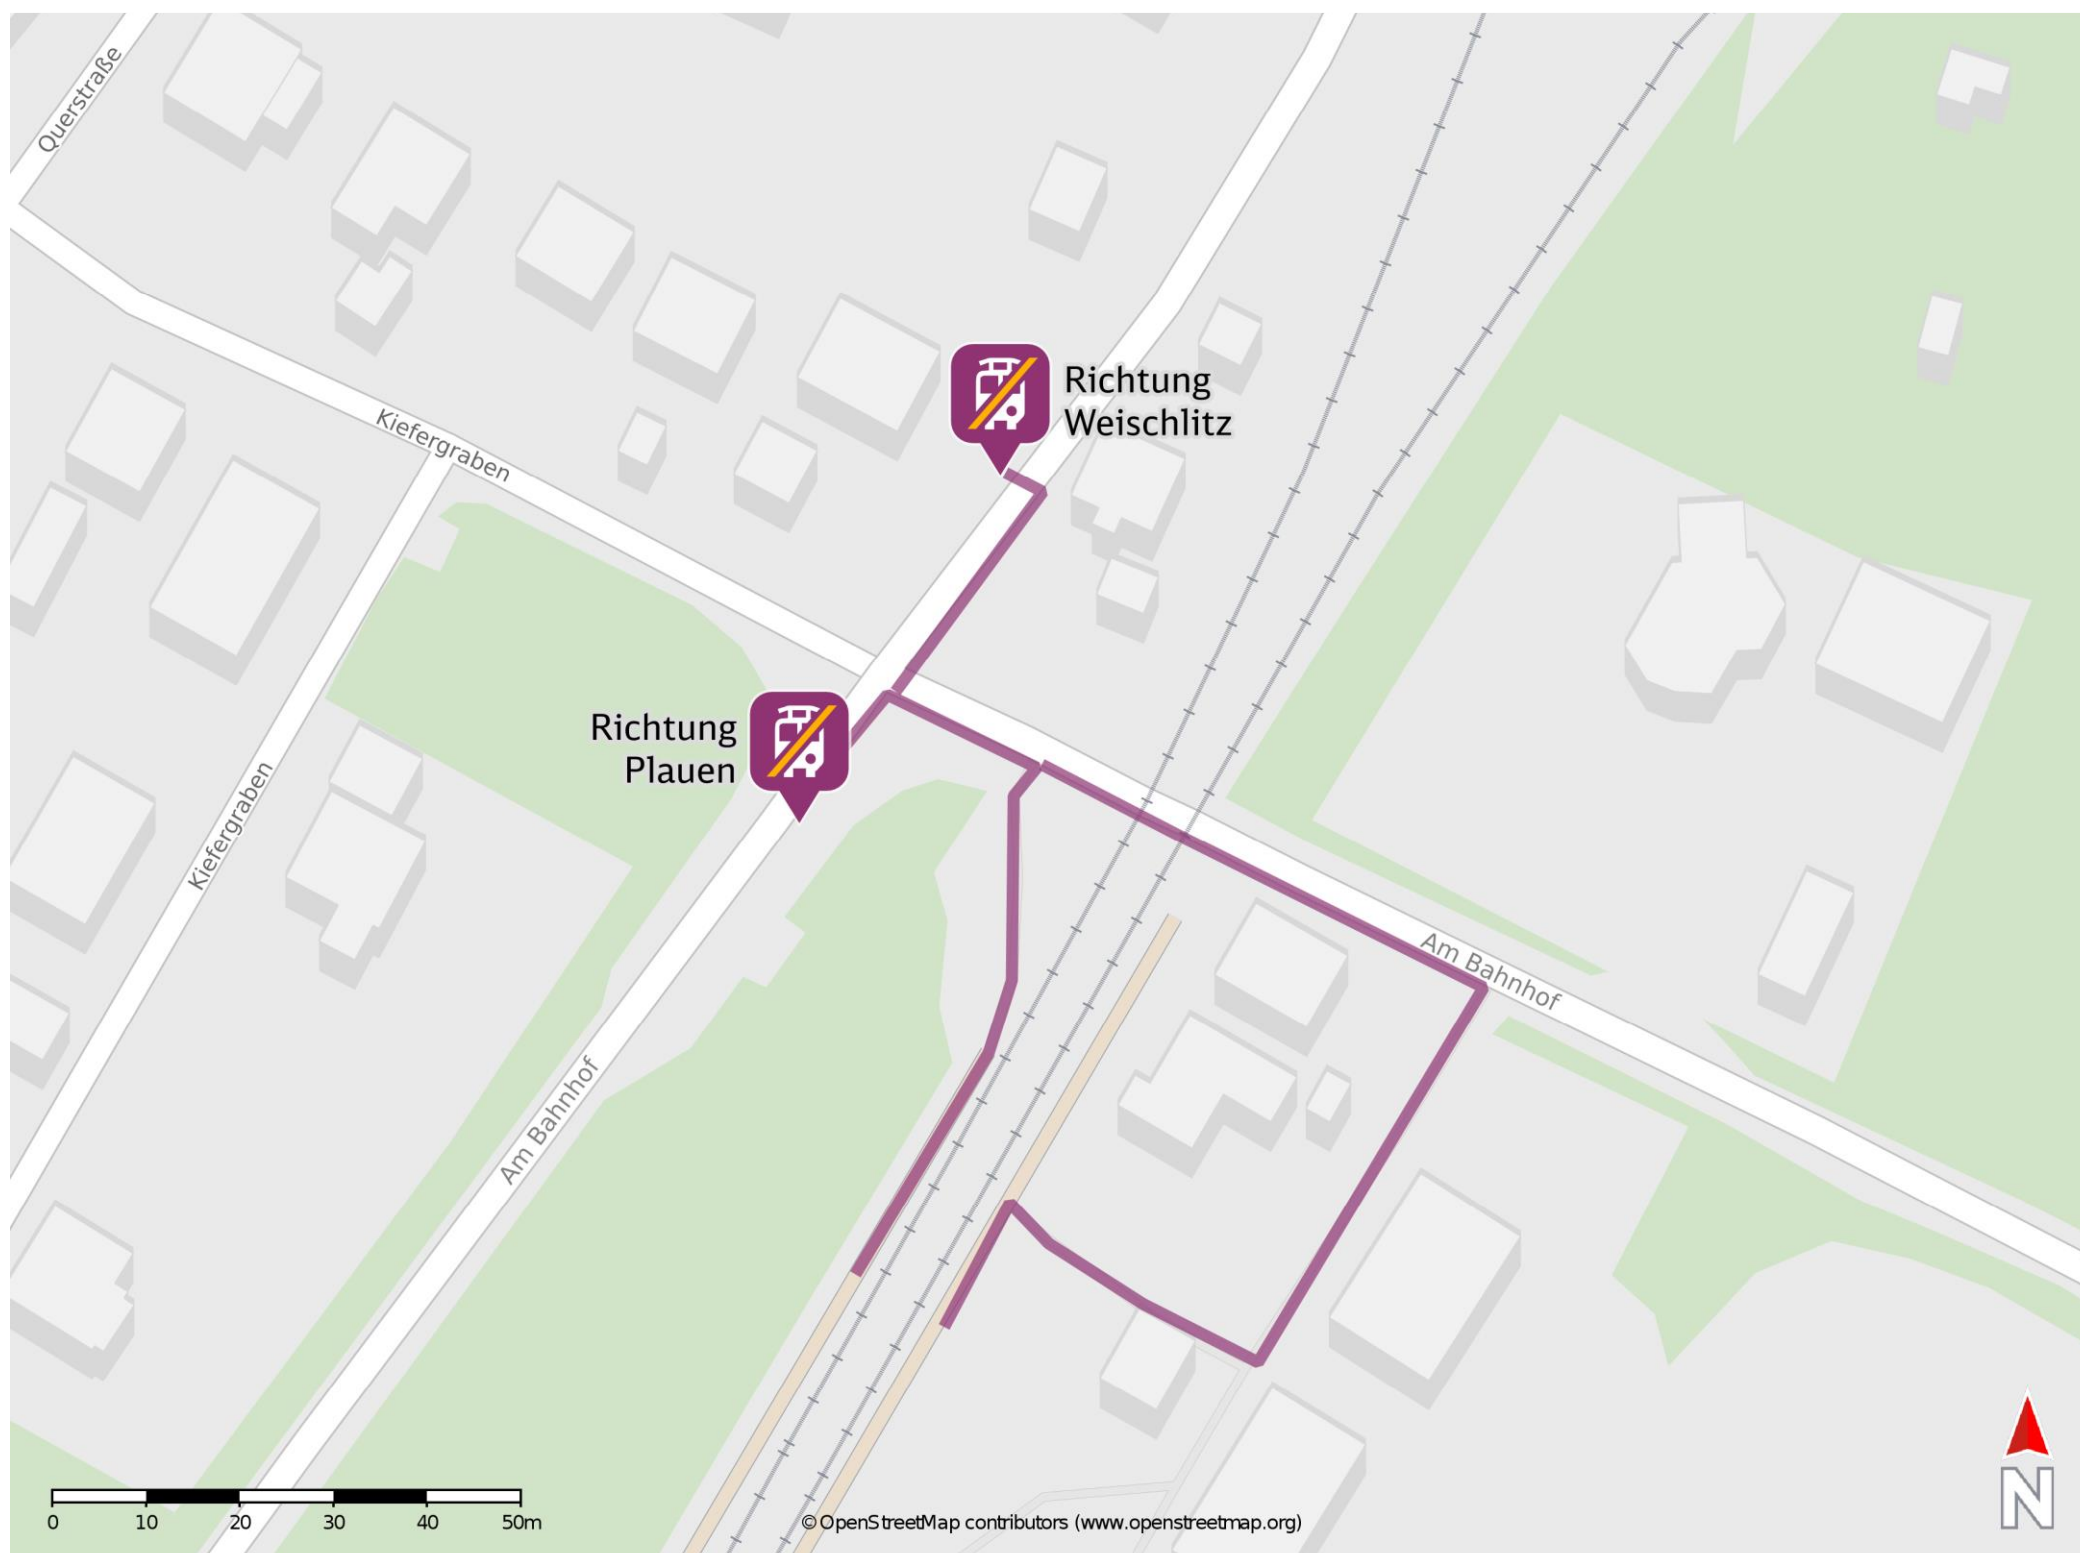 Querstraße
Richtung
Weischlitz
Kiefergraben
Richtung
Plauen
Kiefergraben
Am Bahnhof
Am Bahnhof
N
0 10 20 30 40 50m
© OpenStreetMap contributors (www.openstreetmap.org)